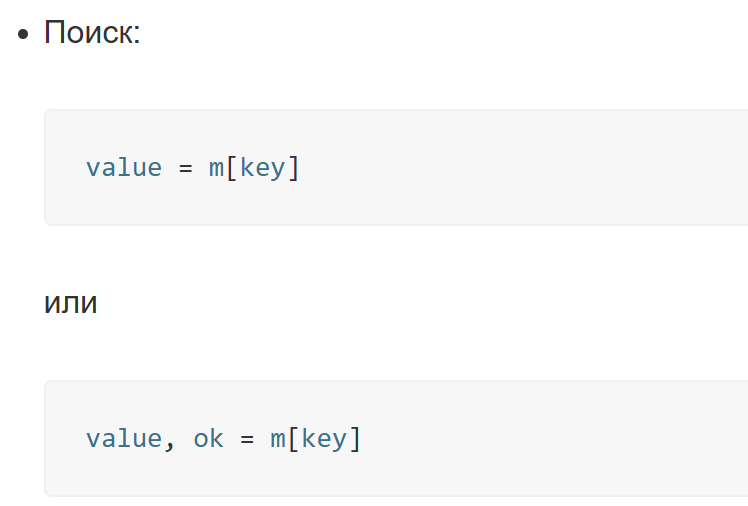 Поиск:
value = m[key]
или
value, ok = m[key]